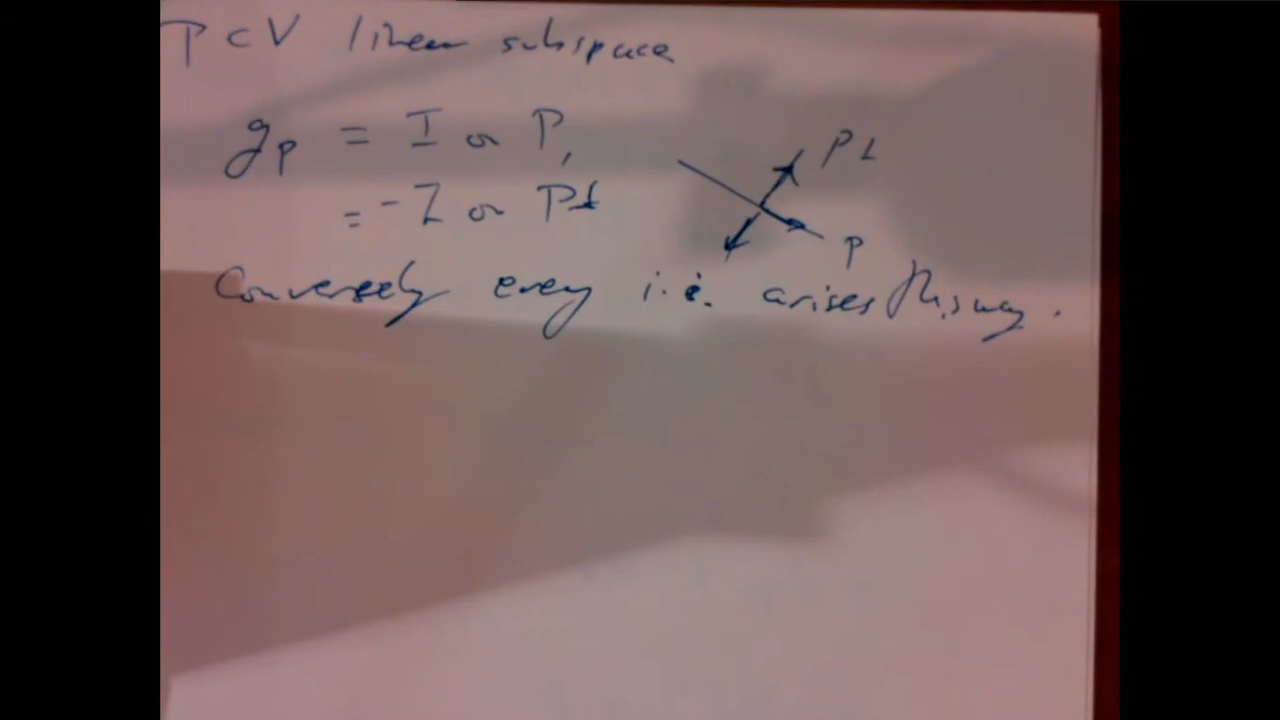 P ⊂ V linear subspace
g_P = I on P,
= -I on P⊥
P⊥
P
Conversely every i.i. arises this way.